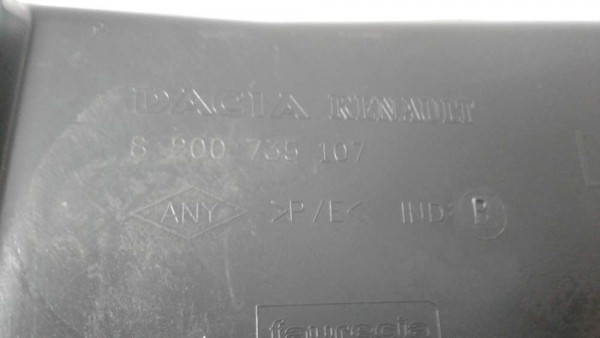 DACIA RENAULT
8 200 735 107
ANY >P/E< IND: B
faurecia